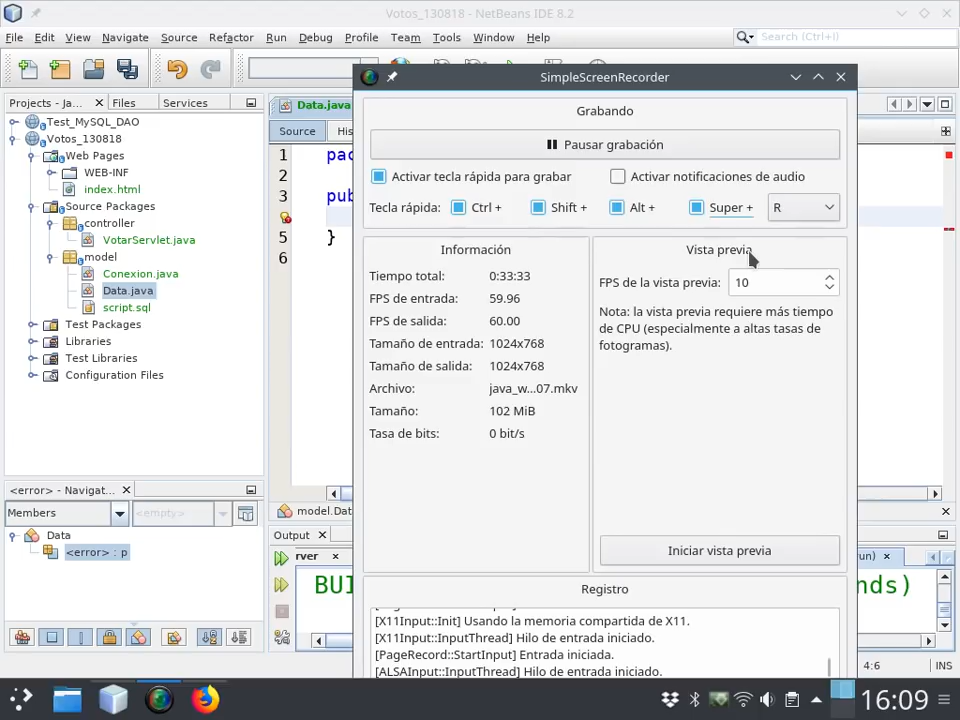 Votos_130818 - NetBeans IDE 8.2
File Edit View Navigate Source Refactor Run Debug Profile Team Tools Window Help
Search (Ctrl+I)
SimpleScreenRecorder
Projects - Ja... Files Services
Test_MySQL_DAO
Votos_130818
Web Pages
WEB-INF
index.html
Source Packages
controller
VotarServlet.java
model
Conexion.java
Data.java
script.sql
Test Packages
Libraries
Test Libraries
Configuration Files
Data.java
Source His
1 pac
2
3 pub
5 }
6
Grabando
Pausar grabación
Activar tecla rápida para grabar Activar notificaciones de audio
Tecla rápida: Ctrl + Shift + Alt + Super + R
Información
Tiempo total: 0:33:33
FPS de entrada: 59.96
FPS de salida: 60.00
Tamaño de entrada: 1024x768
Tamaño de salida: 1024x768
Archivo: java_w...07.mkv
Tamaño: 102 MiB
Tasa de bits: 0 bit/s
Vista previa
FPS de la vista previa: 10
Nota: la vista previa requiere más tiempo
de CPU (especialmente a altas tasas de
fotogramas).
Iniciar vista previa
Registro
[X11Input::Init] Usando la memoria compartida de X11.
[X11Input::InputThread] Hilo de entrada iniciado.
[PageRecord::StartInput] Entrada iniciada.
[ALSAInput::InputThread] Hilo de entrada iniciado.
<error> - Navigat...
Members <empty>
Data
<error> : p
model.Dat
Output
rver un)
BUI nds)
4:6 INS
16:09